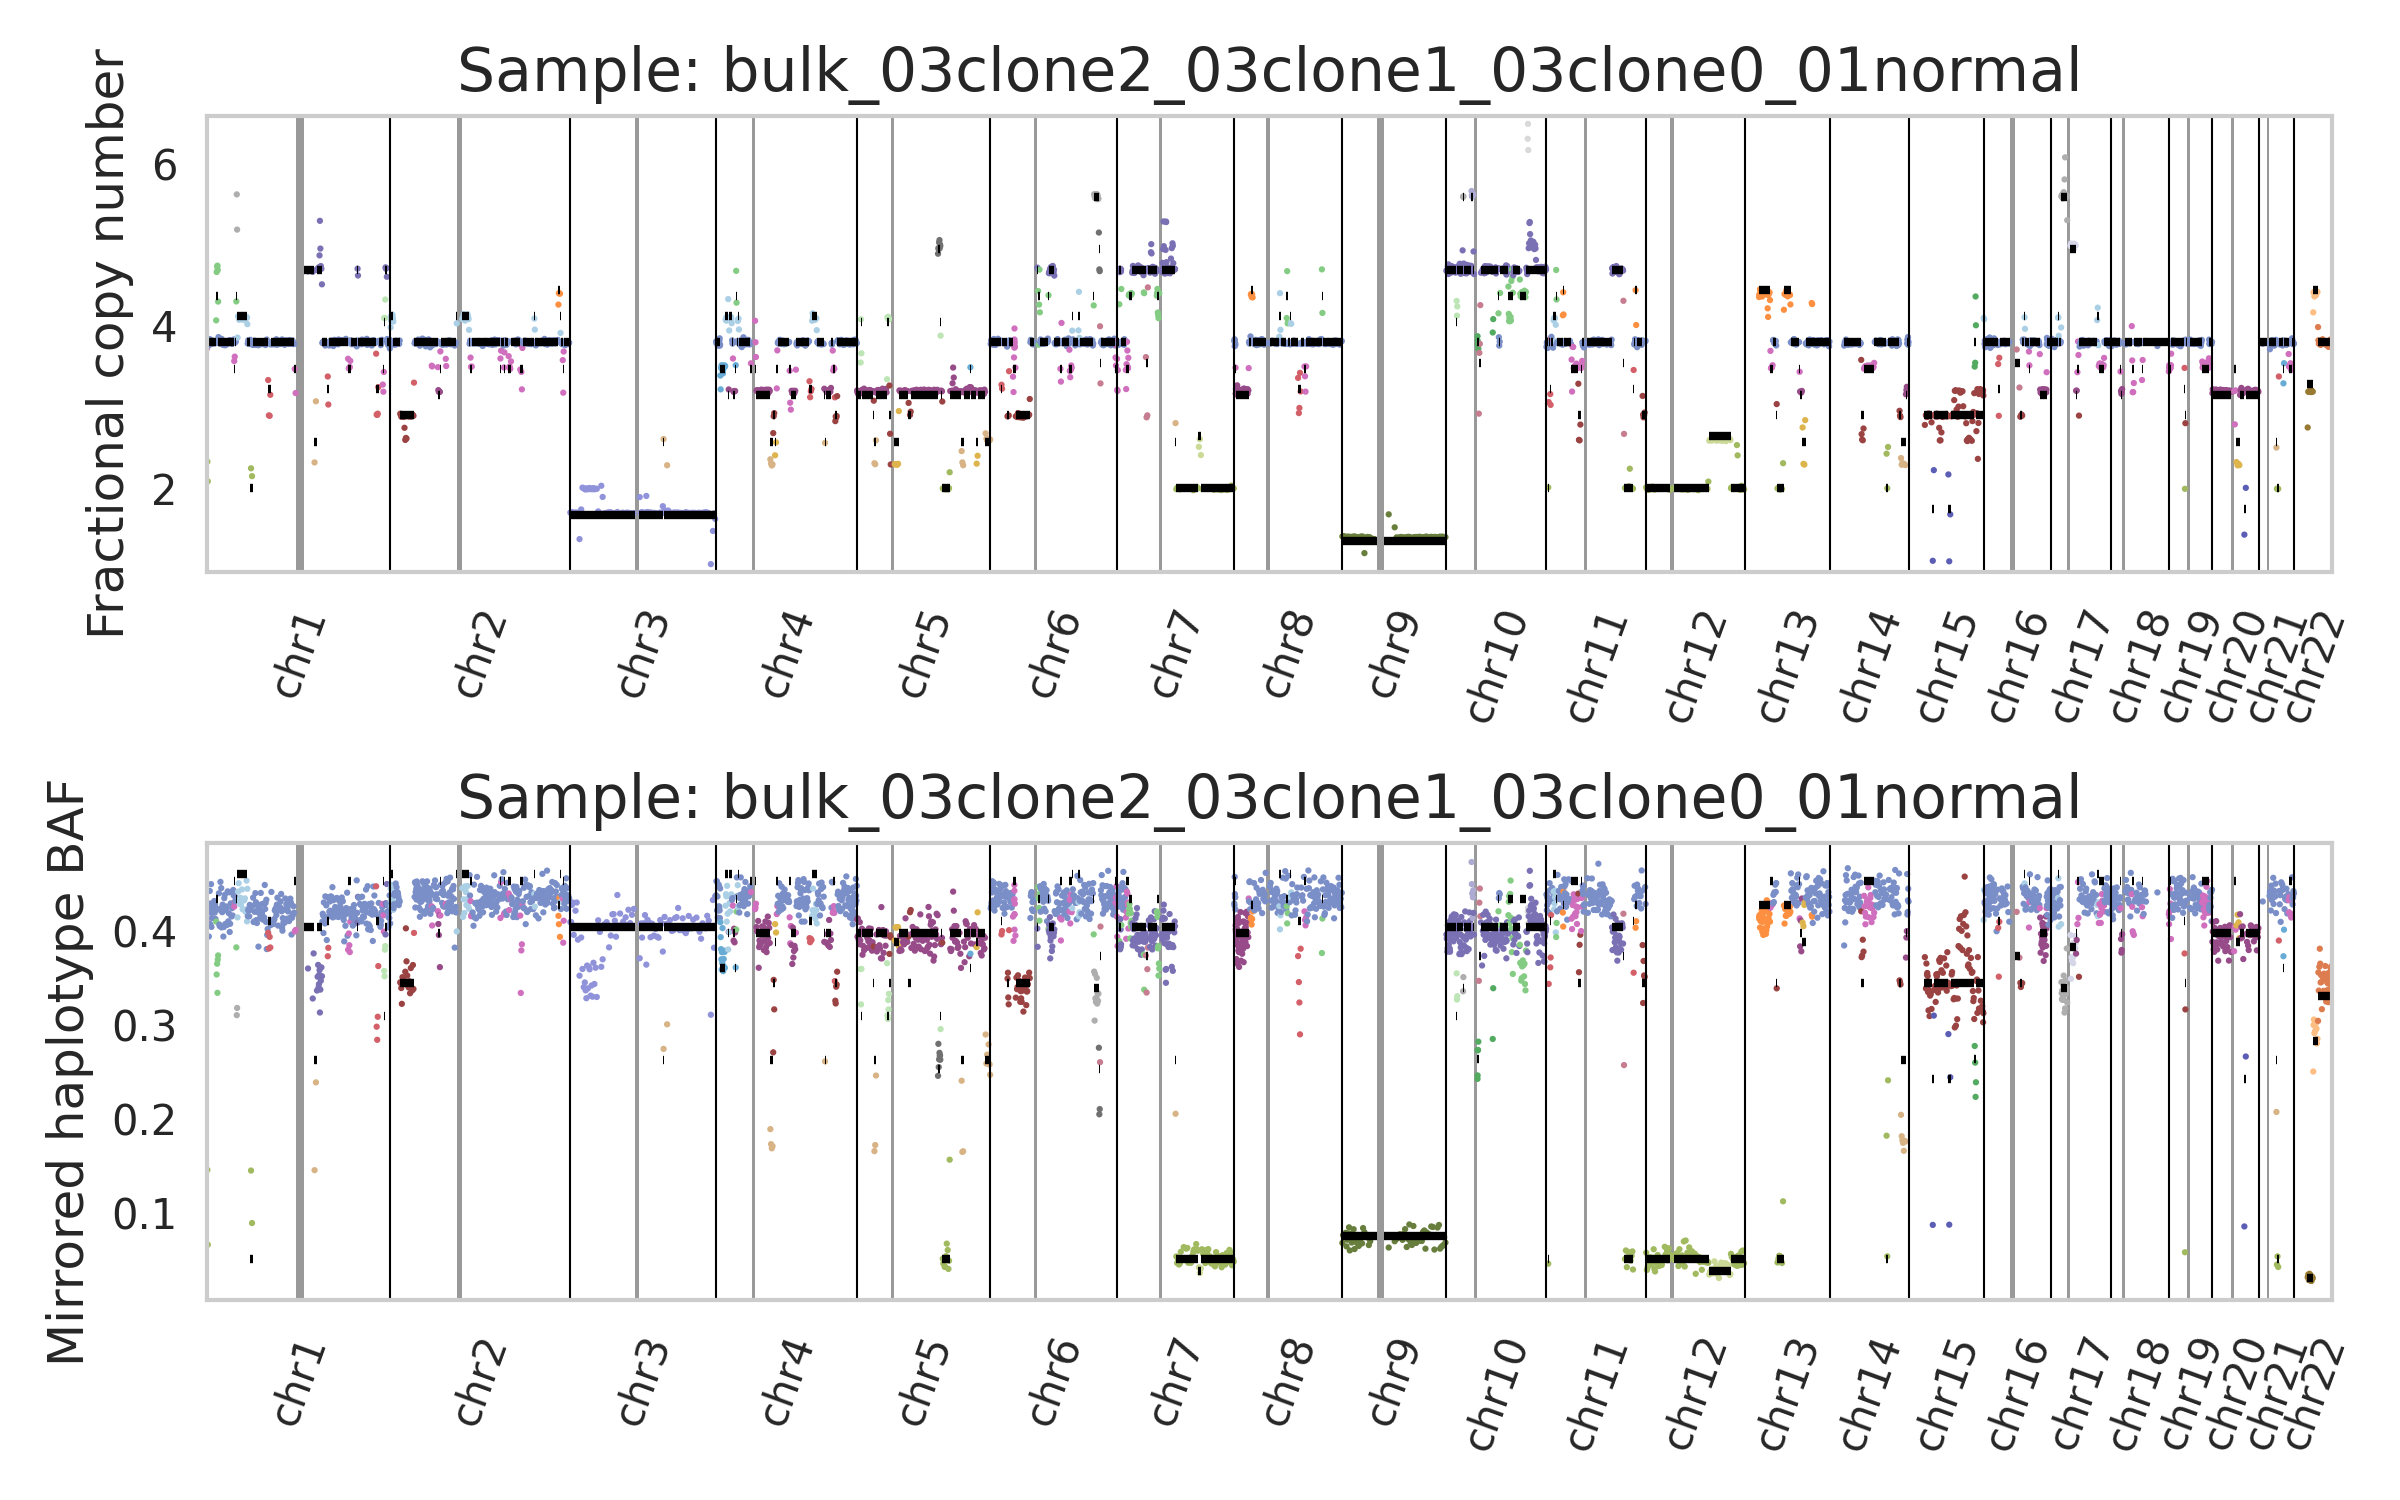 Sample: bulk_03clone2_03clone1_03clone0_01normal
Fractional copy number
6
4
2
chr1 chr2 chr3 chr4 chr5 chr6 chr7 chr8 chr9 chr10 chr11 chr12 chr13 chr14 chr15 chr16 chr17 chr18 chr19 chr20 chr21 chr22
Sample: bulk_03clone2_03clone1_03clone0_01normal
Mirrored haplotype BAF
0.4
0.3
0.2
0.1
chr1 chr2 chr3 chr4 chr5 chr6 chr7 chr8 chr9 chr10 chr11 chr12 chr13 chr14 chr15 chr16 chr17 chr18 chr19 chr20 chr21 chr22